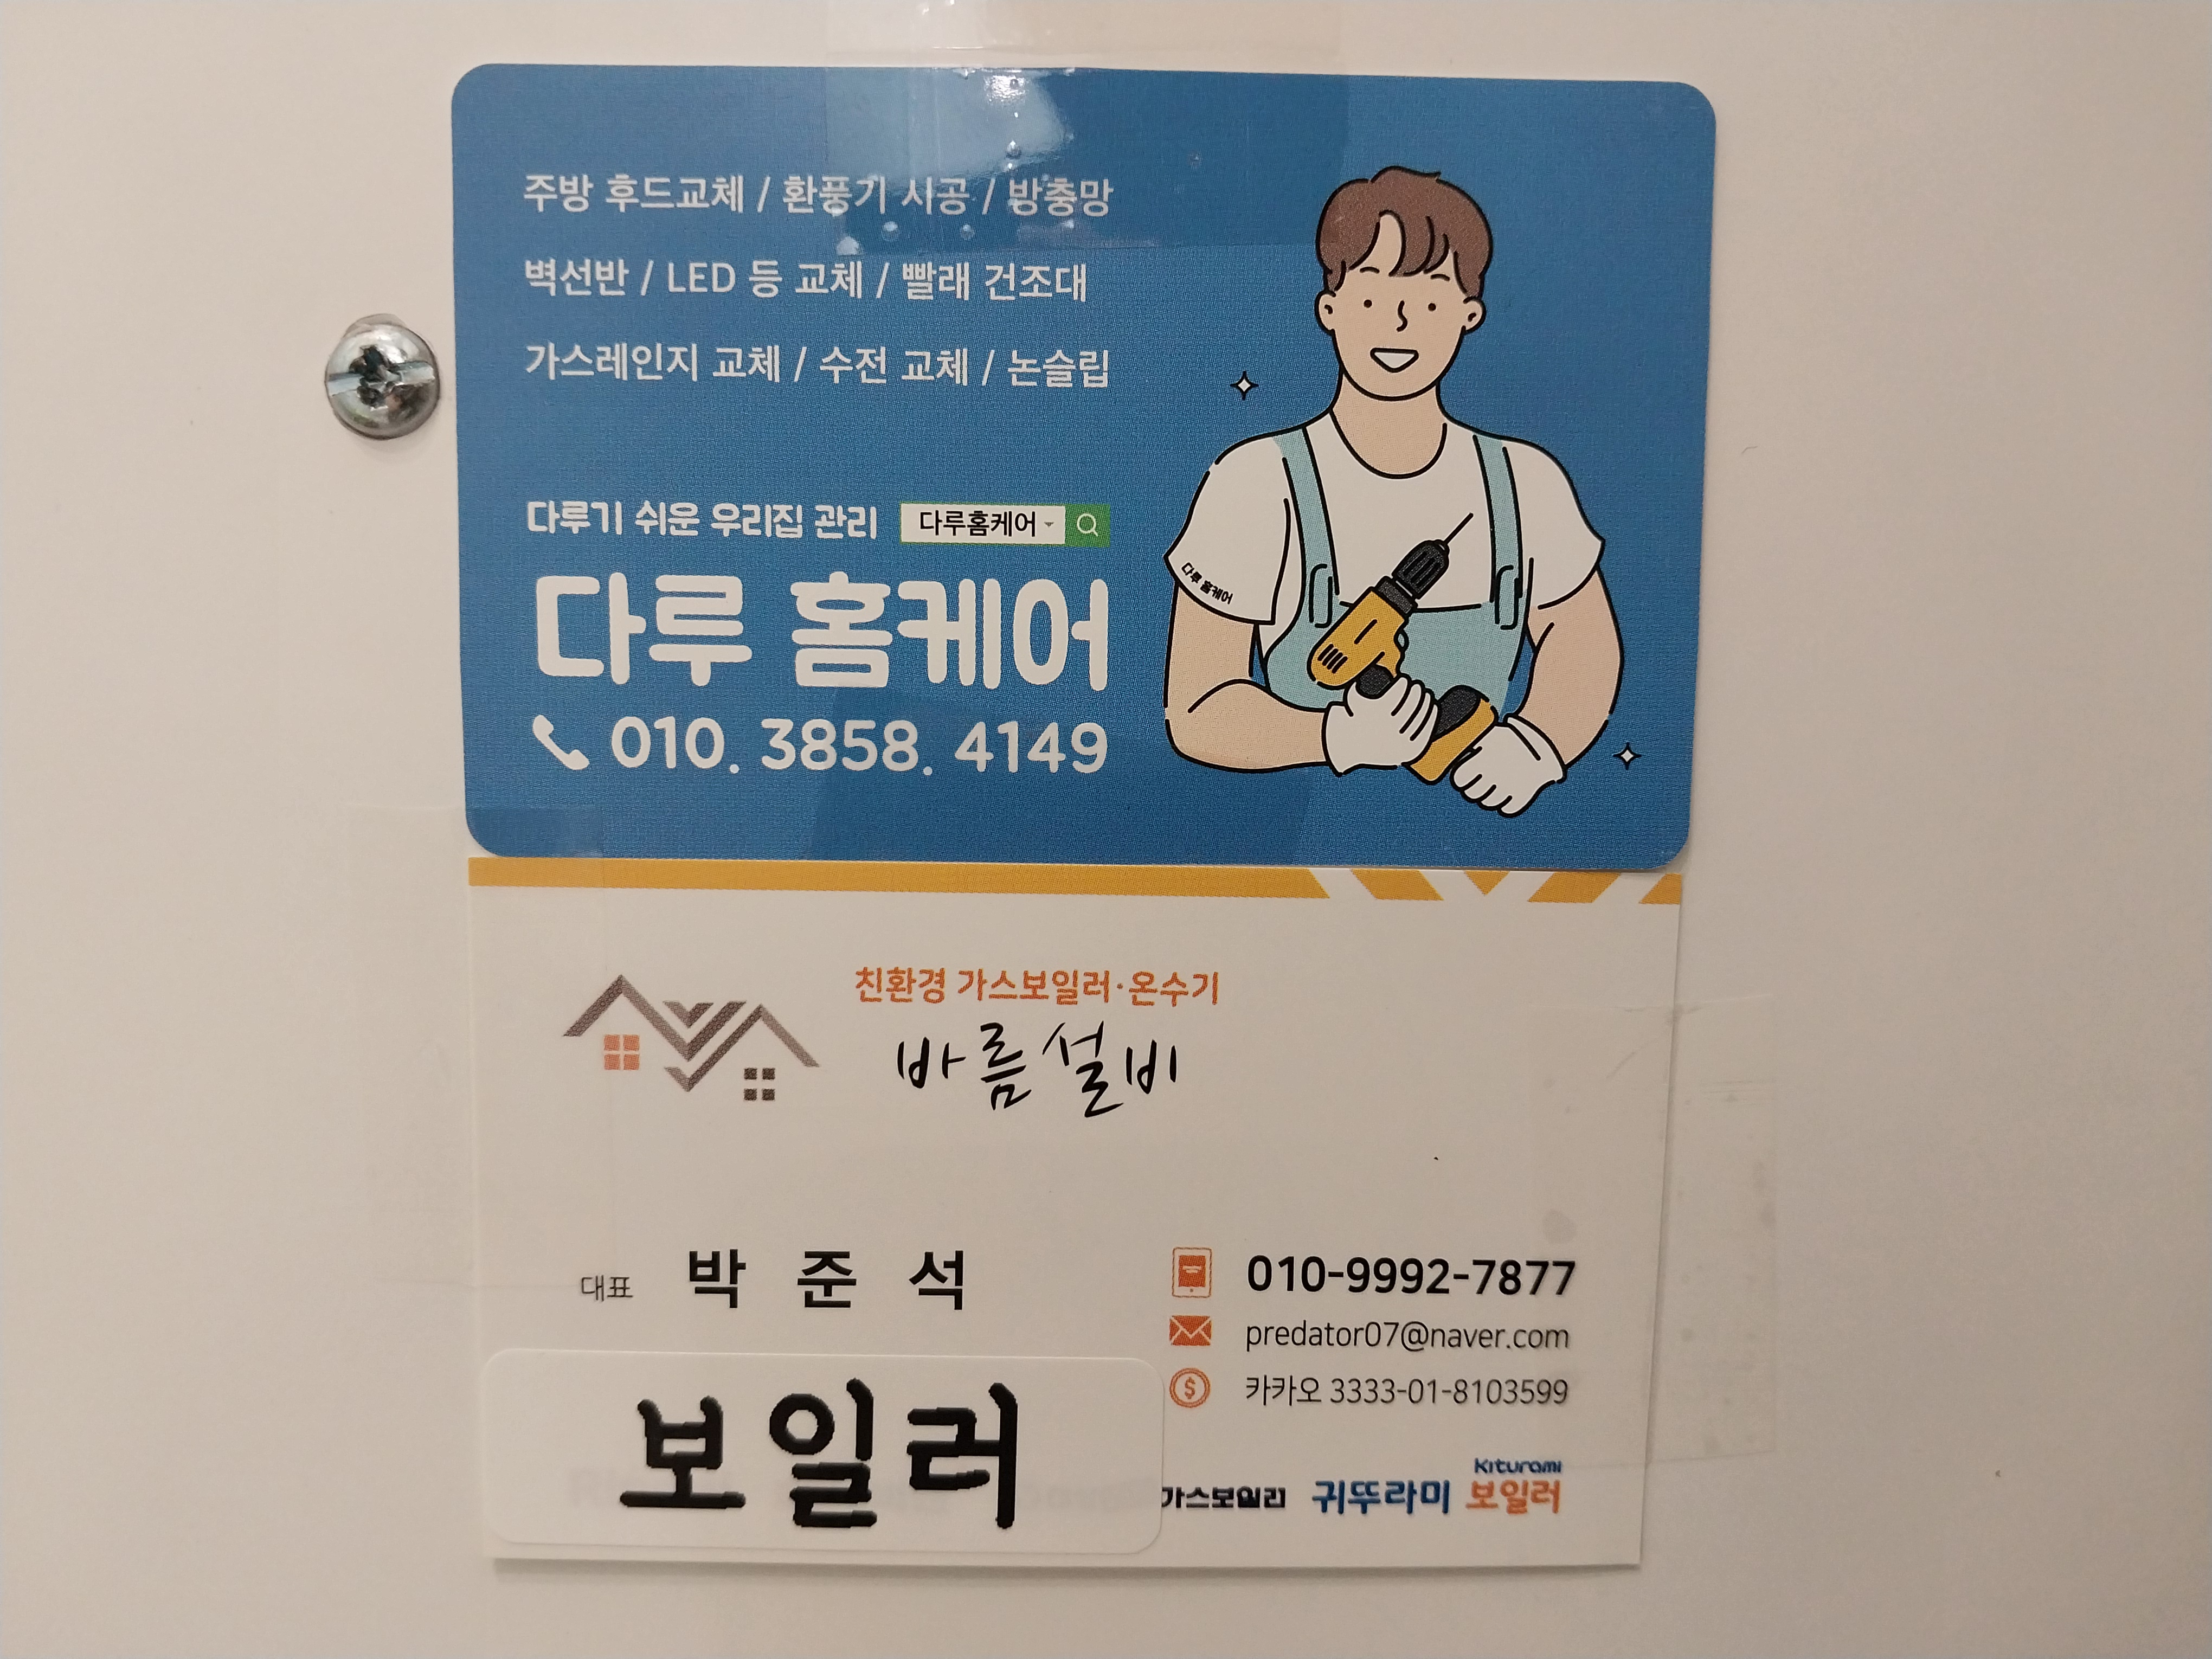 주방 후드교체 / 환풍기 시공 / 방충망
벽선반 / LED 등 교체 / 빨래 건조대
가스레인지 교체 / 수전 교체 / 논슬립
다루기 쉬운 우리집 관리 다루홈케어
다루 홈케어
010. 3858. 4149
다루 홈케어
친환경 가스보일러·온수기
바름설비
대표 박 준 석
010-9992-7877
predator07@naver.com
카카오 3333-01-8103599
보일러
가스보일러 귀뚜라미 Kiturami 보일러